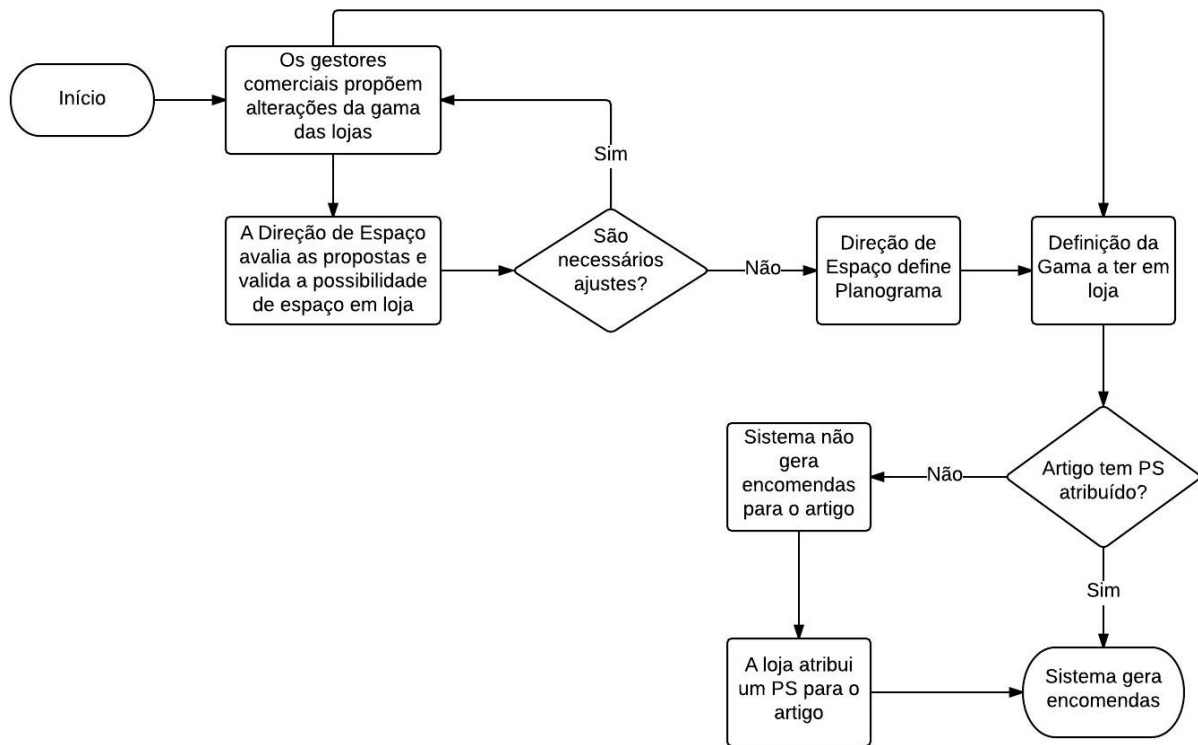 Início
Os gestores
comerciais propõem
alterações da gama
das lojas
Sim
A Direção de Espaço
avalia as propostas e
valida a possibilidade
de espaço em loja
São
necessários
ajustes?
Não
Direção de
Espaço define
Planograma
Definição da
Gama a ter em
loja
Artigo tem PS
atribuído?
Não
Sistema não
gera
encomendas
para o artigo
Sim
A loja atribui
um PS para o
artigo
Sistema gera
encomendas